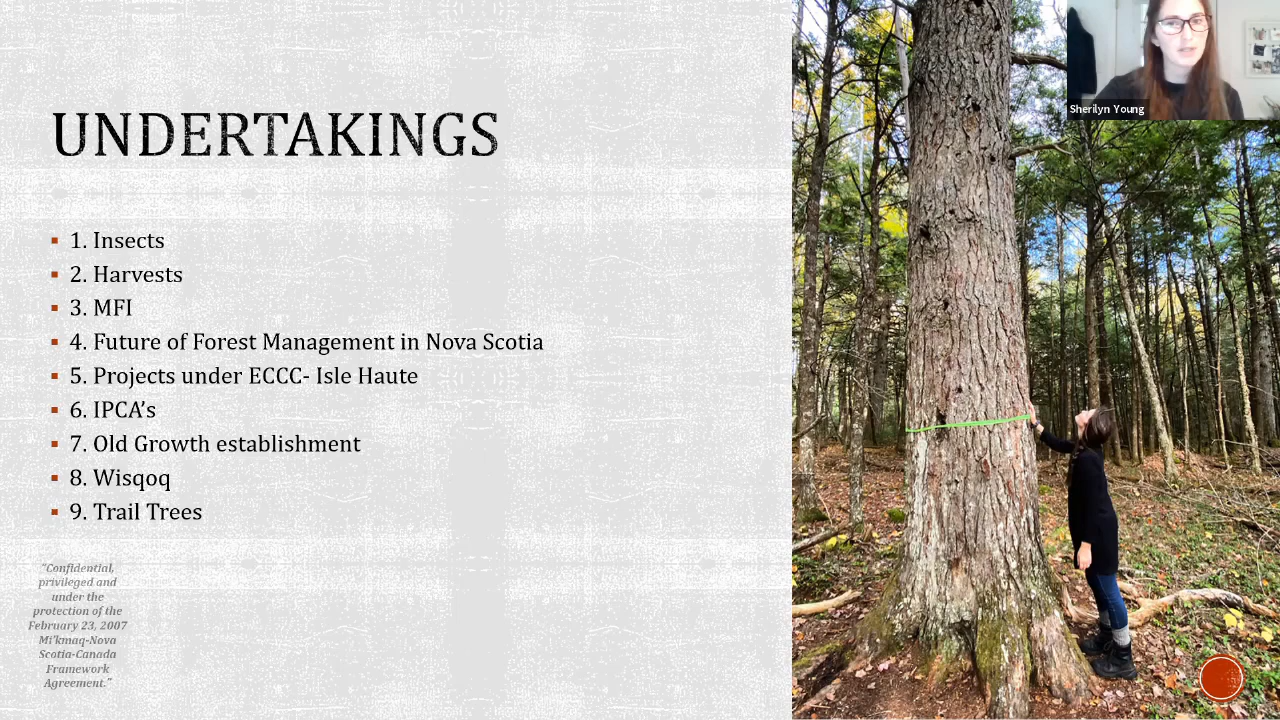 Sherilyn Young
UNDERTAKINGS
1. Insects
2. Harvests
3. MFI
4. Future of Forest Management in Nova Scotia
5. Projects under ECCC- Isle Haute
6. IPCA’s
7. Old Growth establishment
8. Wisqoq
9. Trail Trees
“Confidential,
privileged and
under the
protection of the
February 23, 2007
Mi’kmaq-Nova
Scotia-Canada
Framework
Agreement.”